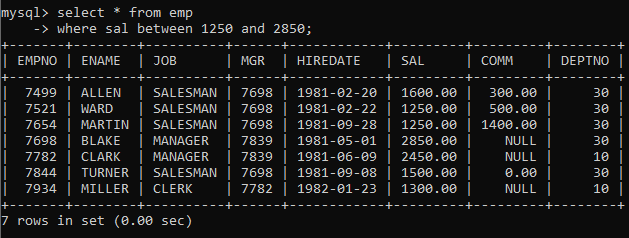 mysql> select * from emp
    -> where sal between 1250 and 2850;
+-------+--------+----------+------+------------+---------+---------+--------+
| EMPNO | ENAME  | JOB      | MGR  | HIREDATE   | SAL     | COMM    | DEPTNO |
+-------+--------+----------+------+------------+---------+---------+--------+
|  7499 | ALLEN  | SALESMAN | 7698 | 1981-02-20 | 1600.00 |  300.00 |     30 |
|  7521 | WARD   | SALESMAN | 7698 | 1981-02-22 | 1250.00 |  500.00 |     30 |
|  7654 | MARTIN | SALESMAN | 7698 | 1981-09-28 | 1250.00 | 1400.00 |     30 |
|  7698 | BLAKE  | MANAGER  | 7839 | 1981-05-01 | 2850.00 |    NULL |     30 |
|  7782 | CLARK  | MANAGER  | 7839 | 1981-06-09 | 2450.00 |    NULL |     10 |
|  7844 | TURNER | SALESMAN | 7698 | 1981-09-08 | 1500.00 |    0.00 |     30 |
|  7934 | MILLER | CLERK    | 7782 | 1982-01-23 | 1300.00 |    NULL |     10 |
+-------+--------+----------+------+------------+---------+---------+--------+
7 rows in set (0.00 sec)